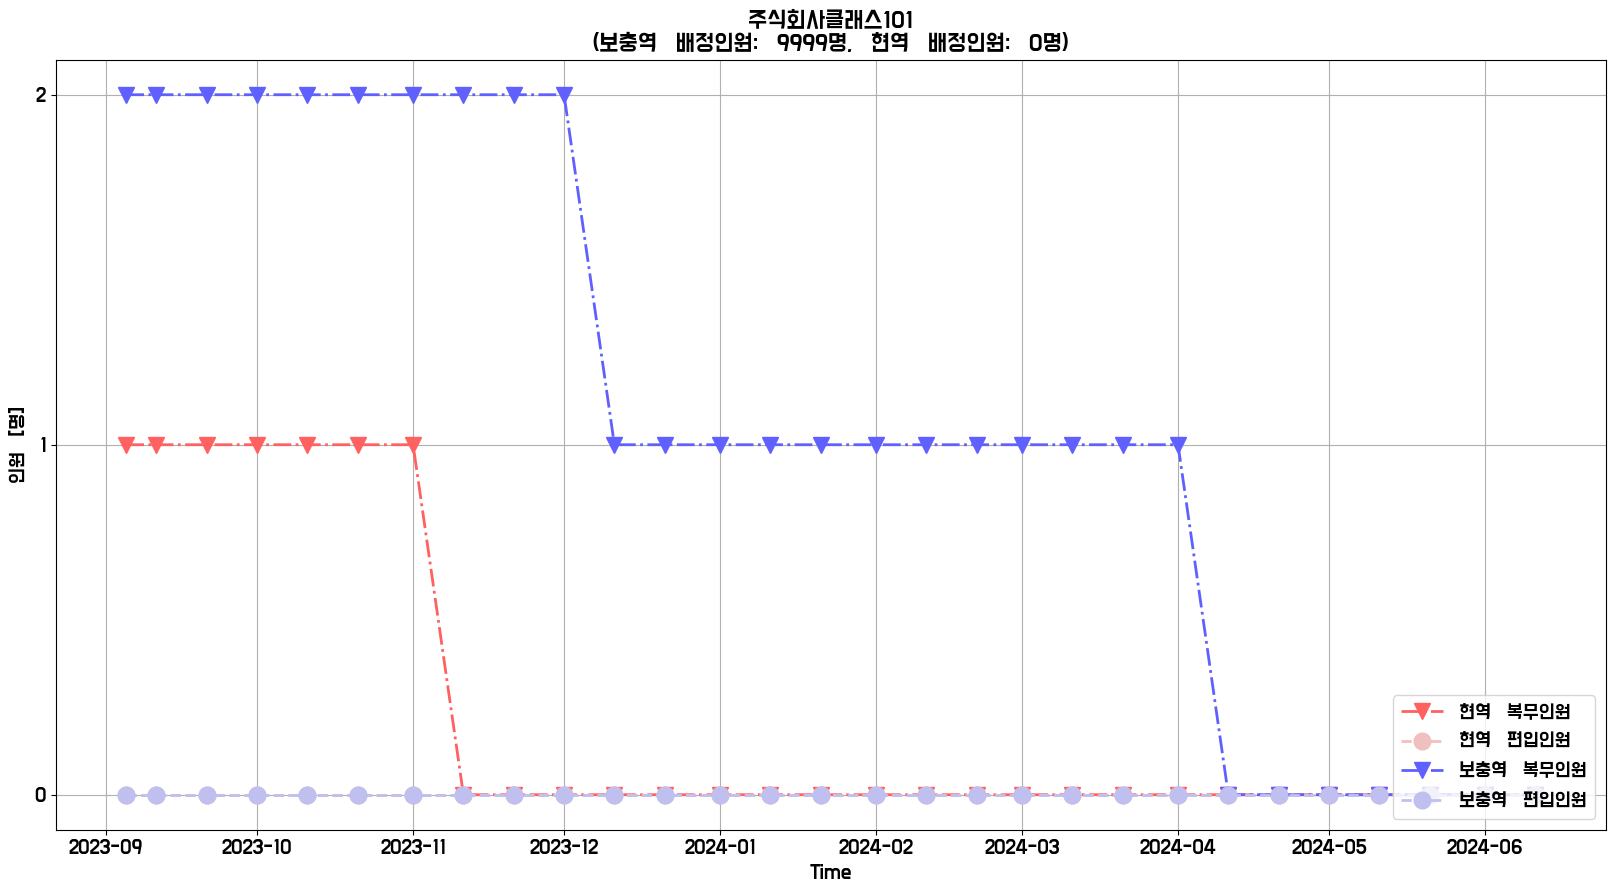 주식회사클래스101
(보충역 배정인원: 9999명, 현역 배정인원: 0명)
인원 [명]
2
1
0
2023-09
2023-10
2023-11
2023-12
2024-01
2024-02
2024-03
2024-04
2024-05
2024-06
Time
현역 복무인원
현역 편입인원
보충역 복무인원
보충역 편입인원